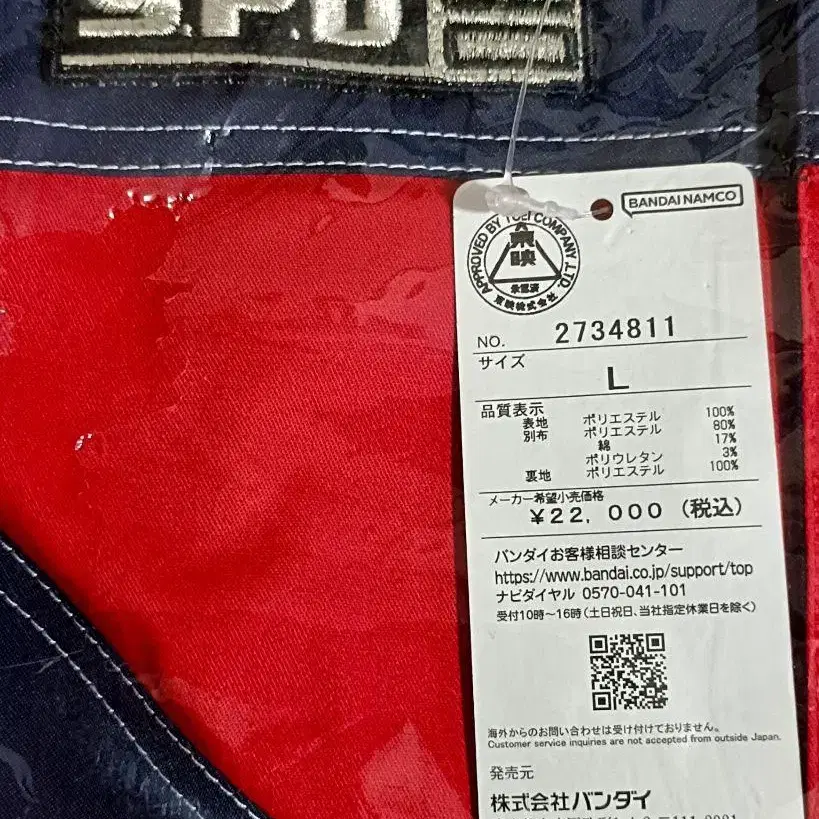 S.P.D
BANDAI NAMCO
APPROVED BY TOEI COMPANY, LTD.
東映
承認済
東映株式会社
NO. 2734811
サイズ
L
品質表示
表地 ポリエステル 100%
別布 ポリエステル 80%
綿 17%
ポリウレタン 3%
裏地 ポリエステル 100%
メーカー希望小売価格
¥22,000(税込)
バンダイお客様相談センター
https://www.bandai.co.jp/support/top
ナビダイヤル 0570-041-101
受付10時~16時(土日祝日、当社指定休業日を除く)
海外からのお問い合わせは受け付けておりません。
Customer service inquiries are not accepted from outside Japan.
発売元
株式会社バンダイ